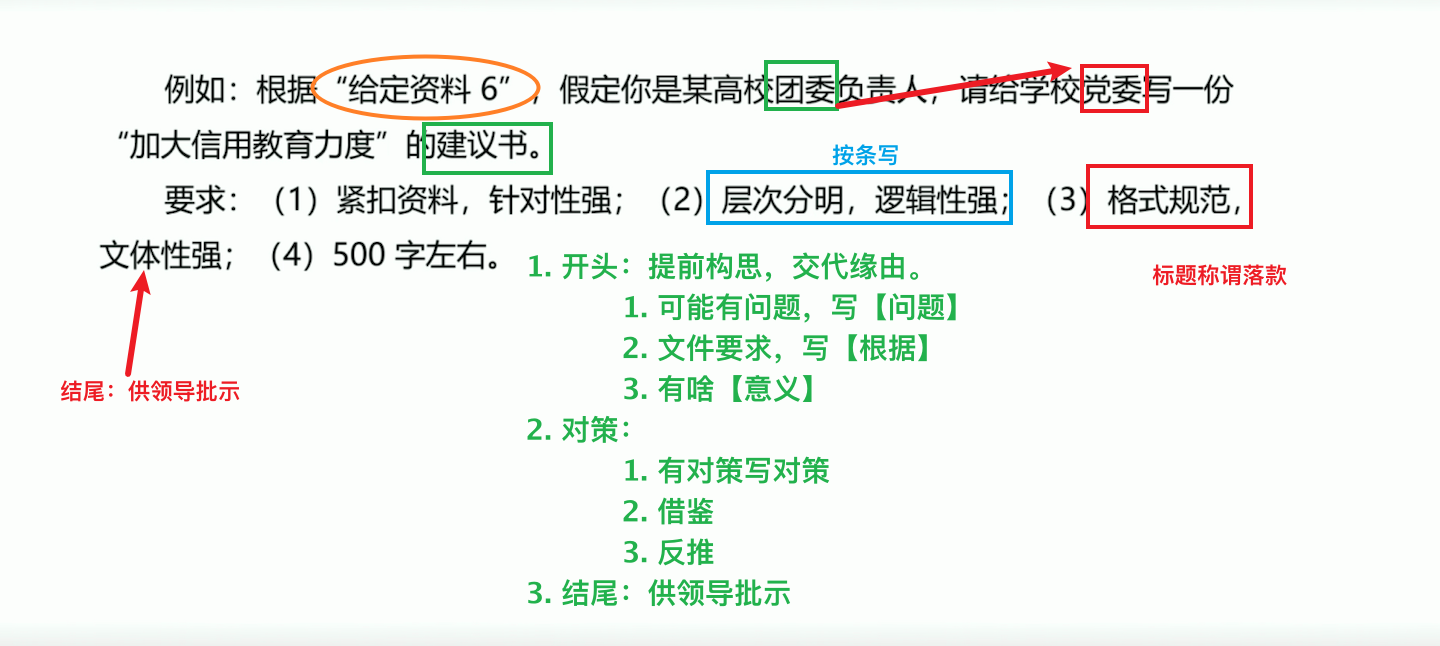 例如：根据“给定资料 6”，假定你是某高校团委负责人，请给学校党委写一份
“加大信用教育力度”的建议书。
按条写
要求：（1）紧扣资料，针对性强；（2）层次分明，逻辑性强；（3）格式规范，
文体性强；（4）500 字左右。
标题称谓落款
结尾：供领导批示
1. 开头：提前构思，交代缘由。
1. 可能有问题，写【问题】
2. 文件要求，写【根据】
3. 有啥【意义】
2. 对策：
1. 有对策写对策
2. 借鉴
3. 反推
3. 结尾：供领导批示